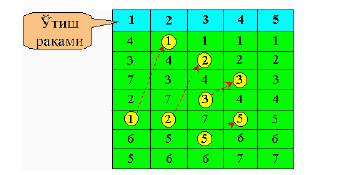 Ўтиш
рақами
1 2 3 4 5
4 1 1 1 1
3 4 2 2 2
7 3 4 3 3
2 7 3 4 4
1 2 7 5 5
6 5 5 6 6
5 6 6 7 7